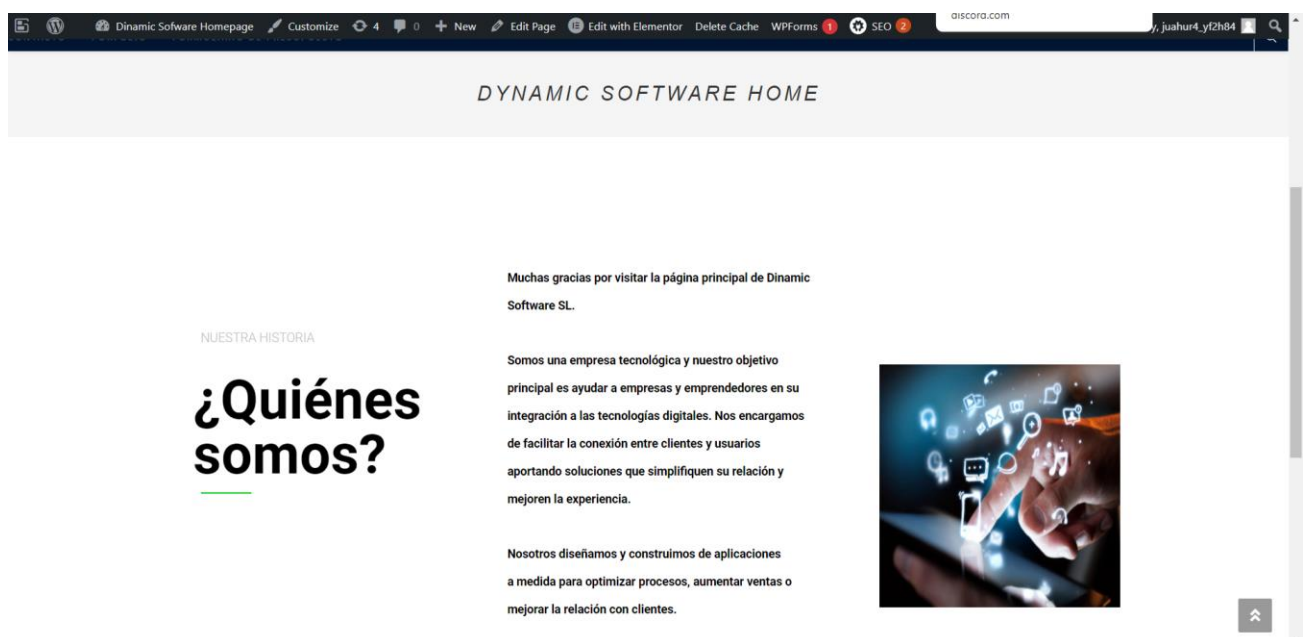 discord.com
Dinamic Sofware Homepage Customize 4 0 + New Edit Page Edit with Elementor Delete Cache WPForms 1 SEO 2 y, juahur4_yf2h84
DYNAMIC SOFTWARE HOME
Muchas gracias por visitar la página principal de Dinamic
Software SL.
NUESTRA HISTORIA
¿Quiénes
somos?
Somos una empresa tecnológica y nuestro objetivo
principal es ayudar a empresas y emprendedores en su
integración a las tecnologías digitales. Nos encargamos
de facilitar la conexión entre clientes y usuarios
aportando soluciones que simplifiquen su relación y
mejoren la experiencia.
Nosotros diseñamos y construimos de aplicaciones
a medida para optimizar procesos, aumentar ventas o
mejorar la relación con clientes.